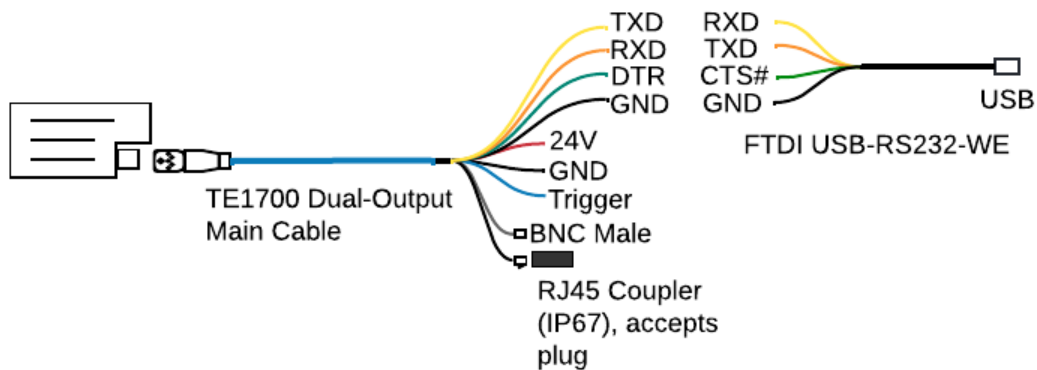 TXD
RXD
DTR
GND
24V
GND
Trigger
BNC Male
RJ45 Coupler
(IP67), accepts
plug
TE1700 Dual-Output
Main Cable
RXD
TXD
CTS#
GND
USB
FTDI USB-RS232-WE